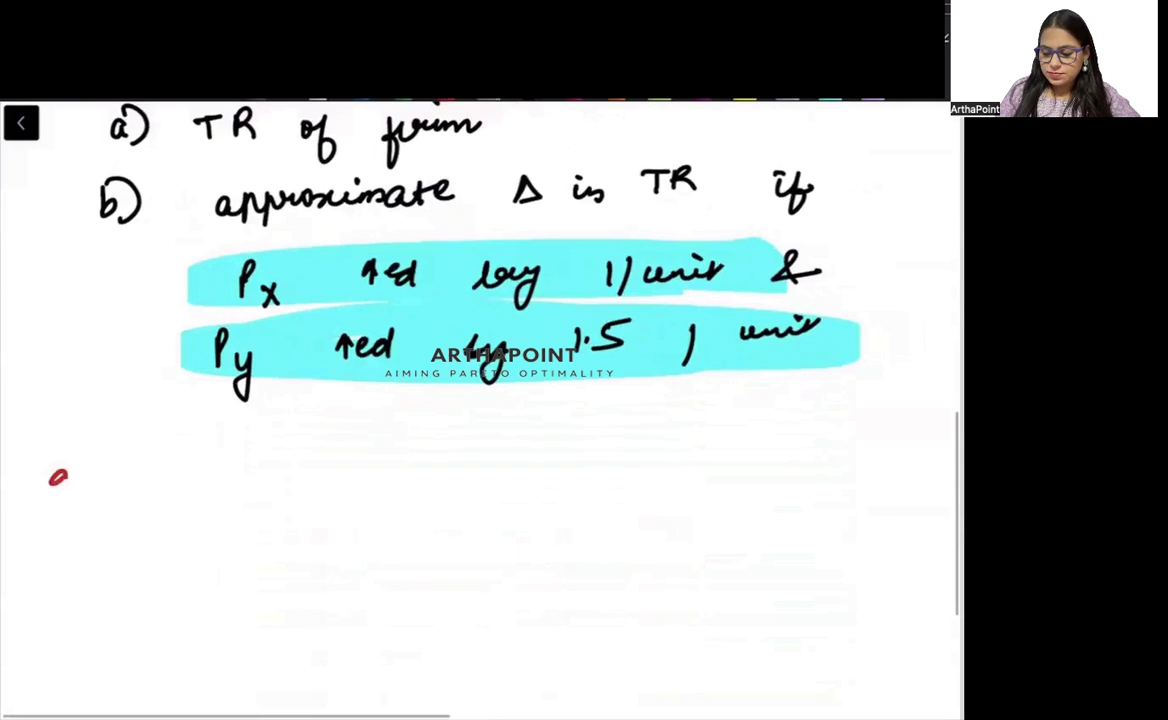 ArthaPoint
a) TR of firm
b) approximate Δ in TR if
Px ↑ed by 1/unit &
Py ↑ed by 1.5 / unit
ARTHAPOINT
AIMING PARETO OPTIMALITY